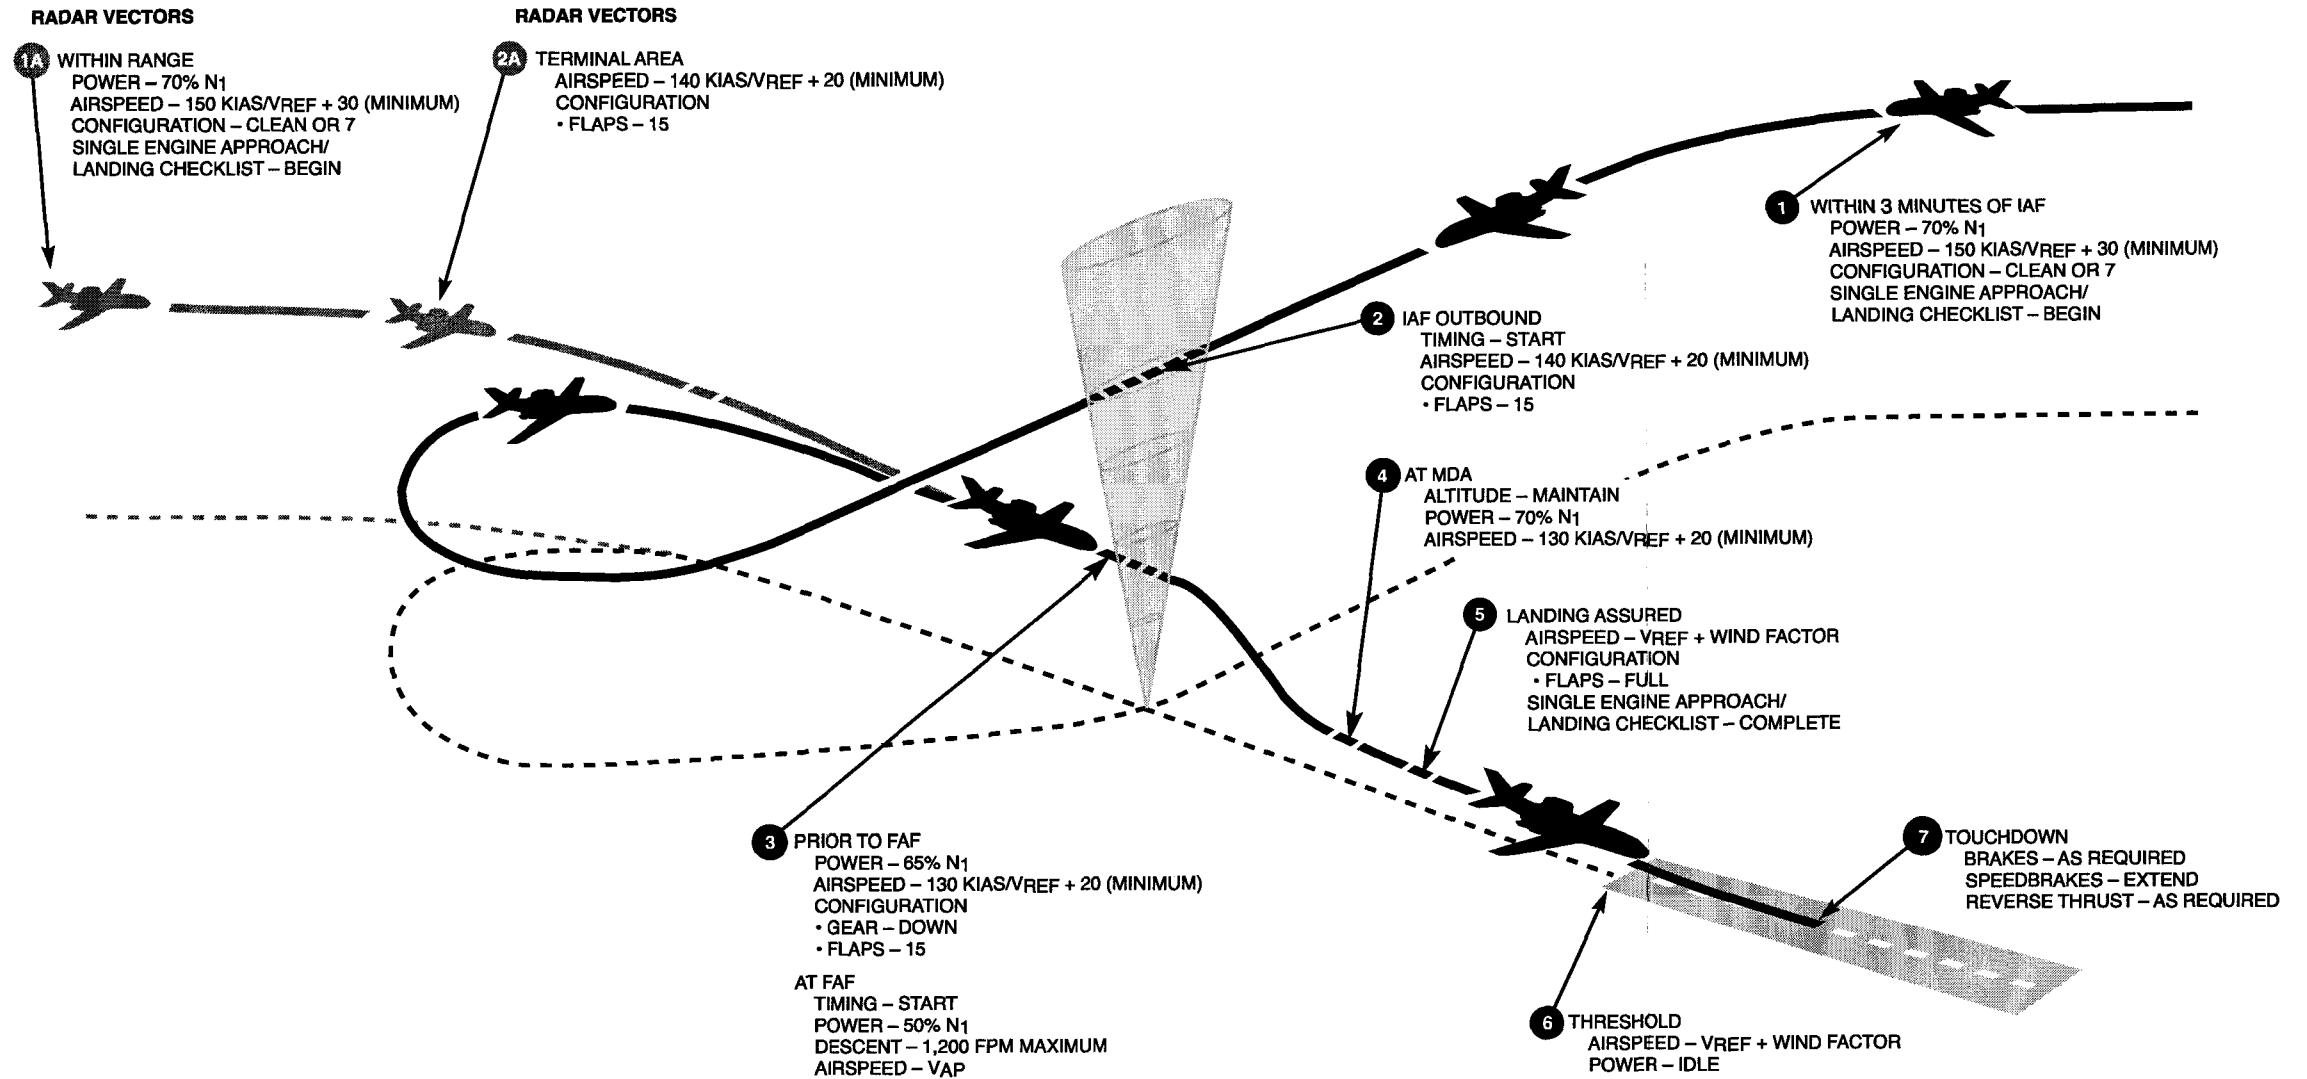 RADAR VECTORS
1A WITHIN RANGE
POWER – 70% N1
AIRSPEED – 150 KIAS/VREF + 30 (MINIMUM)
CONFIGURATION – CLEAN OR 7
SINGLE ENGINE APPROACH/
LANDING CHECKLIST – BEGIN
RADAR VECTORS
2A TERMINAL AREA
AIRSPEED – 140 KIAS/VREF + 20 (MINIMUM)
CONFIGURATION
• FLAPS – 15
1 WITHIN 3 MINUTES OF IAF
POWER – 70% N1
AIRSPEED – 150 KIAS/VREF + 30 (MINIMUM)
CONFIGURATION – CLEAN OR 7
SINGLE ENGINE APPROACH/
LANDING CHECKLIST – BEGIN
2 IAF OUTBOUND
TIMING – START
AIRSPEED – 140 KIAS/VREF + 20 (MINIMUM)
CONFIGURATION
• FLAPS – 15
3 PRIOR TO FAF
POWER – 65% N1
AIRSPEED – 130 KIAS/VREF + 20 (MINIMUM)
CONFIGURATION
• GEAR – DOWN
• FLAPS – 15
AT FAF
TIMING – START
POWER – 50% N1
DESCENT – 1,200 FPM MAXIMUM
AIRSPEED – VAP
4 AT MDA
ALTITUDE – MAINTAIN
POWER – 70% N1
AIRSPEED – 130 KIAS/VREF + 20 (MINIMUM)
5 LANDING ASSURED
AIRSPEED – VREF + WIND FACTOR
CONFIGURATION
• FLAPS – FULL
SINGLE ENGINE APPROACH/
LANDING CHECKLIST – COMPLETE
6 THRESHOLD
AIRSPEED – VREF + WIND FACTOR
POWER – IDLE
7 TOUCHDOWN
BRAKES – AS REQUIRED
SPEEDBRAKES – EXTEND
REVERSE THRUST – AS REQUIRED